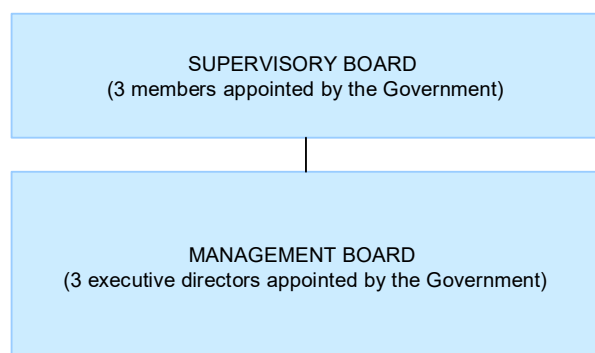 SUPERVISORY BOARD
(3 members appointed by the Government)
MANAGEMENT BOARD
(3 executive directors appointed by the Government)